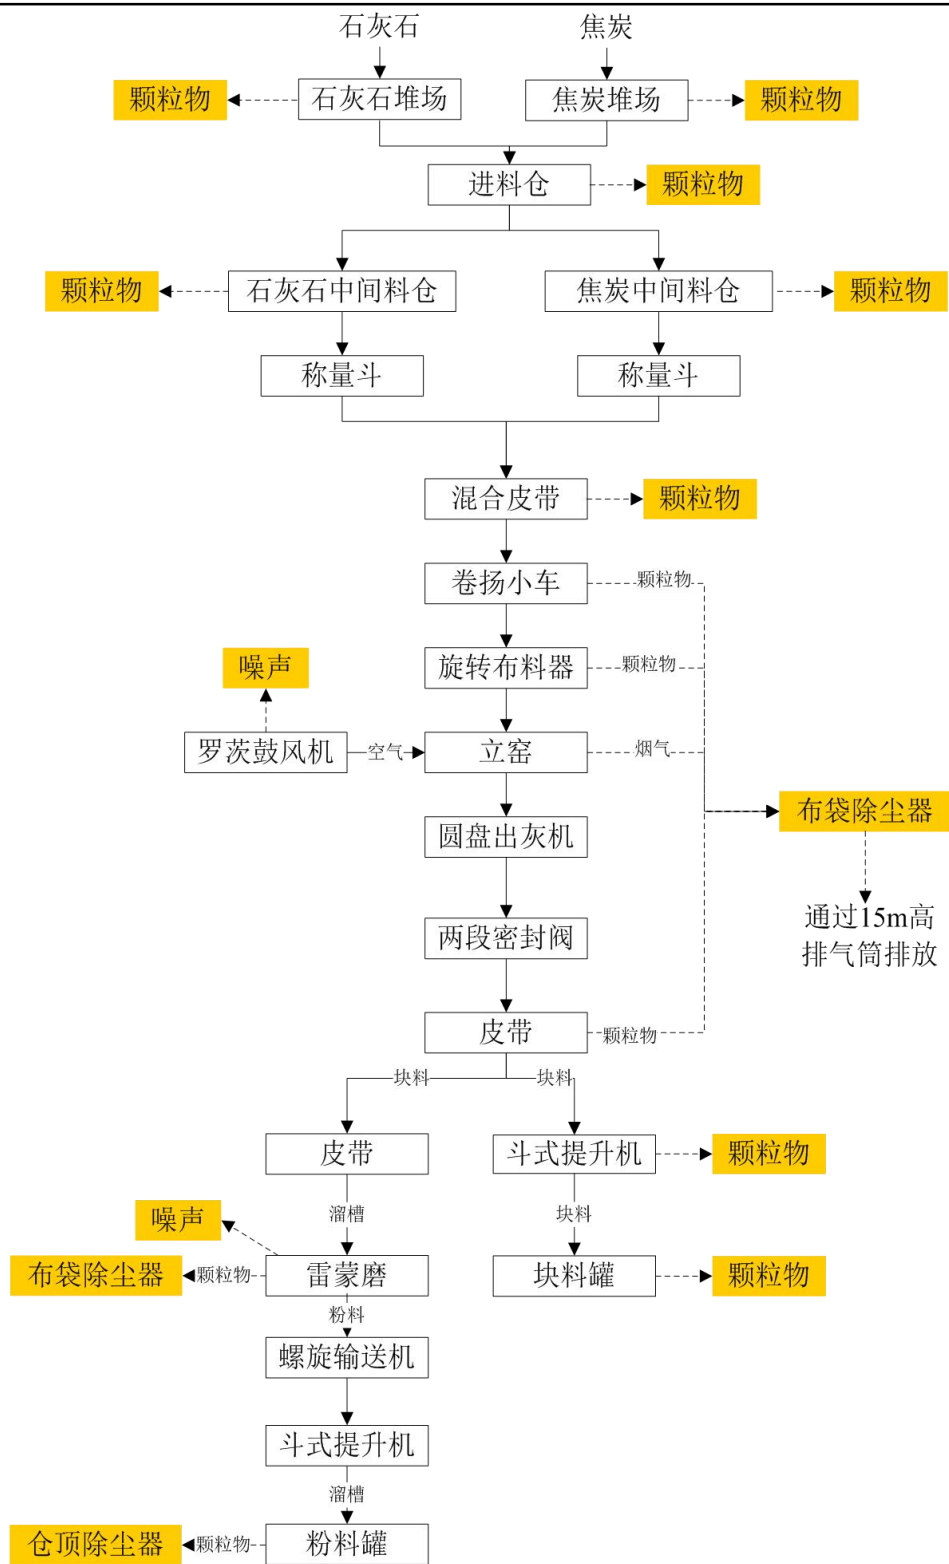 石灰石
焦炭
颗粒物
石灰石堆场
焦炭堆场
颗粒物
进料仓
颗粒物
颗粒物
石灰石中间料仓
焦炭中间料仓
颗粒物
称量斗
称量斗
混合皮带
颗粒物
卷扬小车
颗粒物
噪声
旋转布料器
颗粒物
罗茨鼓风机
空气
立窑
烟气
布袋除尘器
圆盘出灰机
通过15m高
排气筒排放
两段密封阀
皮带
颗粒物
块料
块料
皮带
斗式提升机
颗粒物
噪声
溜槽
块料
布袋除尘器
颗粒物
雷蒙磨
块料罐
颗粒物
粉料
螺旋输送机
斗式提升机
溜槽
仓顶除尘器
颗粒物
粉料罐